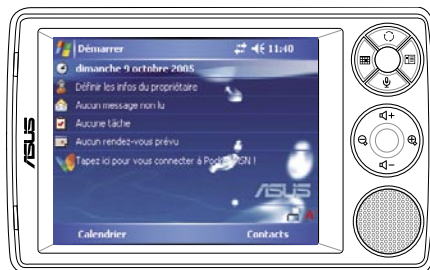 Démarrer 11:40
dimanche 9 octobre 2005
Définir les infos du propriétaire
Aucun message non lu
Aucune tâche
Aucun rendez-vous prévu
Tapez ici pour vous connecter à Pocket MSN !
ASUS
Calendrier Contacts
ASUS
+
-